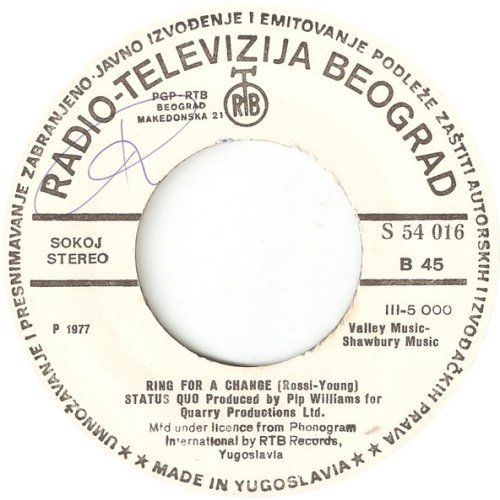 UMNOŽAVANJE I PRESNIMAVANJE ZABRANJENO·JAVNO IZVOĐENJE I EMITOVANJE PODLEŽE ZAŠTITI AUTORSKIH I IZVOĐAČKIH PRAVA
RADIO-TELEVIZIJA BEOGRAD
PGP-RTB
BEOGRAD
MAKEDONSKA 21
RTB
SOKOJ
STEREO
S 54 016
B 45
III-5 000
P 1977
Valley Music-
Shawbury Music
RING FOR A CHANGE (Rossi-Young)
STATUS QUO Produced by Pip Williams for
Quarry Productions Ltd.
Mfd under licence from Phonogram
International by RTB Records,
Yugoslavia
★ MADE IN YUGOSLAVIA ★